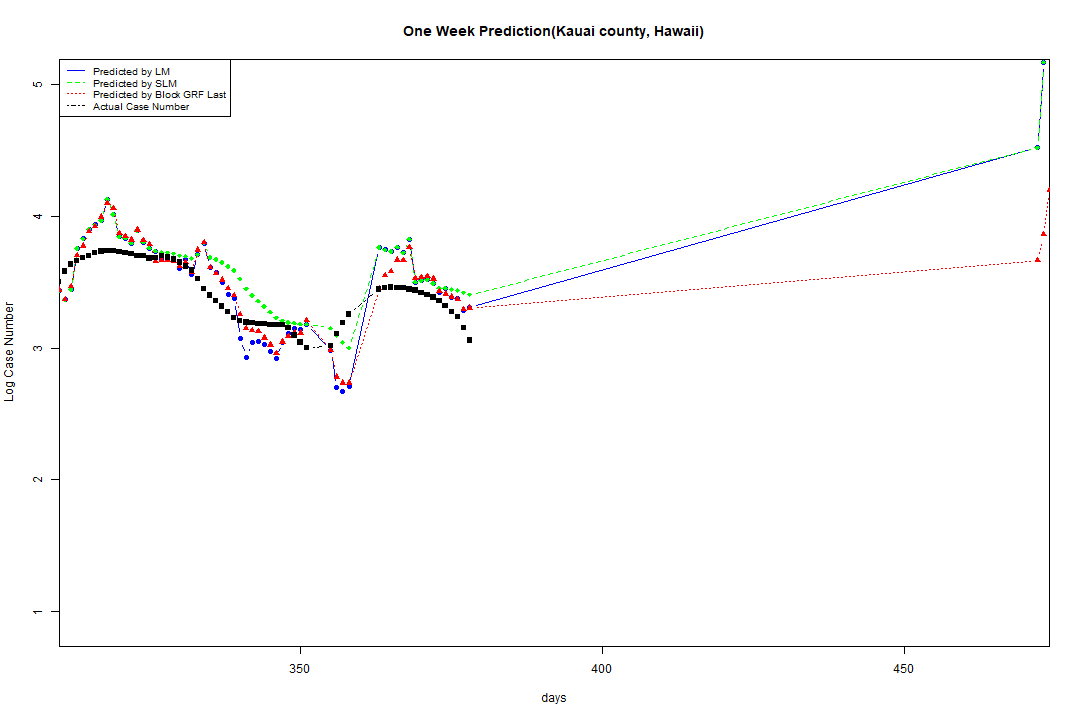 One Week Prediction(Kauai county, Hawaii)
Predicted by LM
Predicted by SLM
Predicted by Block GRF Last
Actual Case Number
5
4
3
2
1
Log Case Number
350
400
450
days